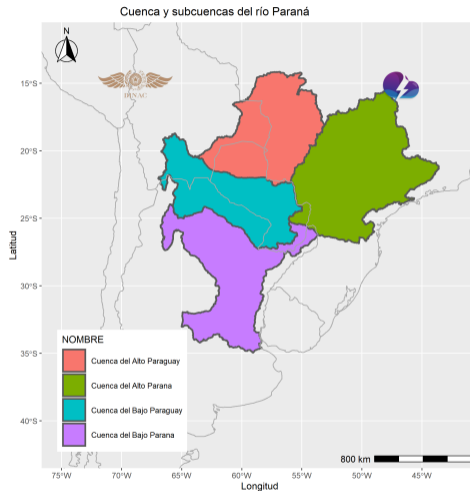 Cuenca y subcuencas del río Paraná
N
DINAC
15°S
20°S
25°S
30°S
35°S
40°S
Latitud
NOMBRE
Cuenca del Alto Paraguay
Cuenca del Alto Parana
Cuenca del Bajo Paraguay
Cuenca del Bajo Parana
800 km
75°W
70°W
65°W
60°W
55°W
50°W
45°W
Longitud